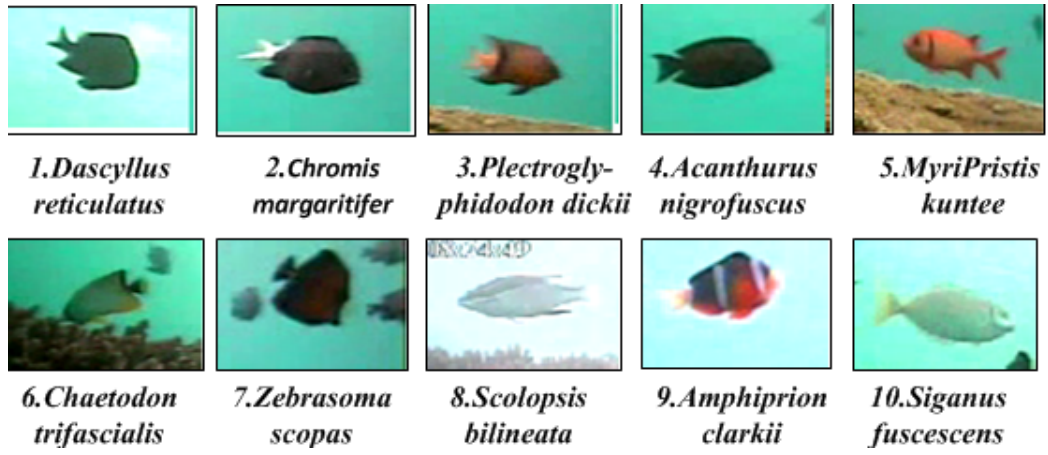 1.Dascyllus
reticulatus
2.Chromis
margaritifer
3.Plectrogly-
phidodon dickii
4.Acanthurus
nigrofuscus
5.MyriPristis
kuntee
6.Chaetodon
trifascialis
7.Zebrasoma
scopas
8.Scolopsis
bilineata
9.Amphiprion
clarkii
10.Siganus
fuscescens